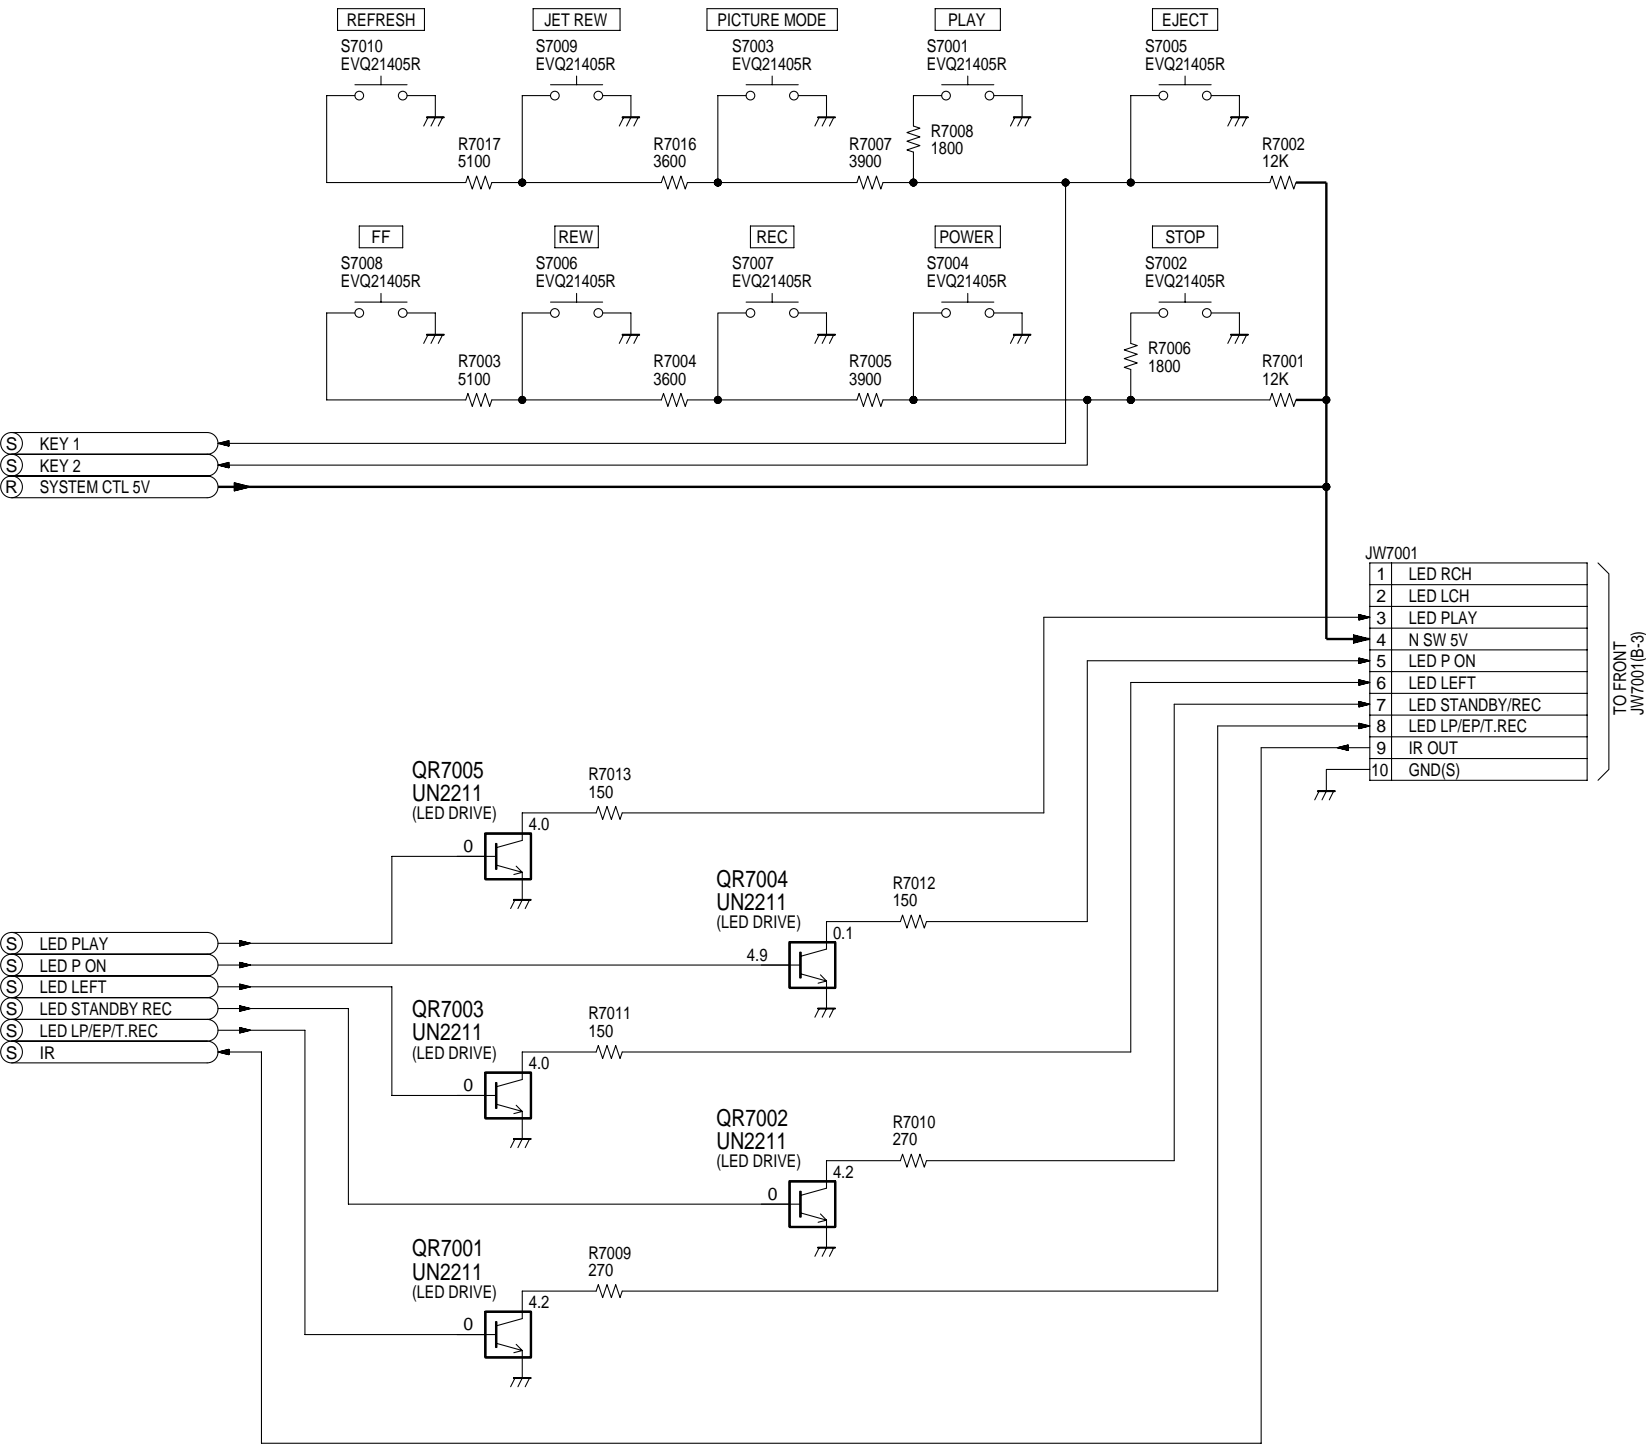 REFRESH
S7010
EVQ21405R
JET REW
S7009
EVQ21405R
PICTURE MODE
S7003
EVQ21405R
PLAY
S7001
EVQ21405R
EJECT
S7005
EVQ21405R
R7017
5100
R7016
3600
R7007
3900
R7008
1800
R7002
12K
FF
S7008
EVQ21405R
REW
S7006
EVQ21405R
REC
S7007
EVQ21405R
POWER
S7004
EVQ21405R
STOP
S7002
EVQ21405R
R7003
5100
R7004
3600
R7005
3900
R7006
1800
R7001
12K
S KEY 1
S KEY 2
R SYSTEM CTL 5V
JW7001
1 LED RCH
2 LED LCH
3 LED PLAY
4 N SW 5V
5 LED P ON
6 LED LEFT
7 LED STANDBY/REC
8 LED LP/EP/T.REC
9 IR OUT
10 GND(S)
TO FRONT
JW7001(B-3)
QR7005
UN2211
(LED DRIVE)
0
4.0
R7013
150
QR7004
UN2211
(LED DRIVE)
4.9
0.1
R7012
150
S LED PLAY
S LED P ON
S LED LEFT
S LED STANDBY REC
S LED LP/EP/T.REC
S IR
QR7003
UN2211
(LED DRIVE)
0
4.0
R7011
150
QR7002
UN2211
(LED DRIVE)
0
4.2
R7010
270
QR7001
UN2211
(LED DRIVE)
0
4.2
R7009
270